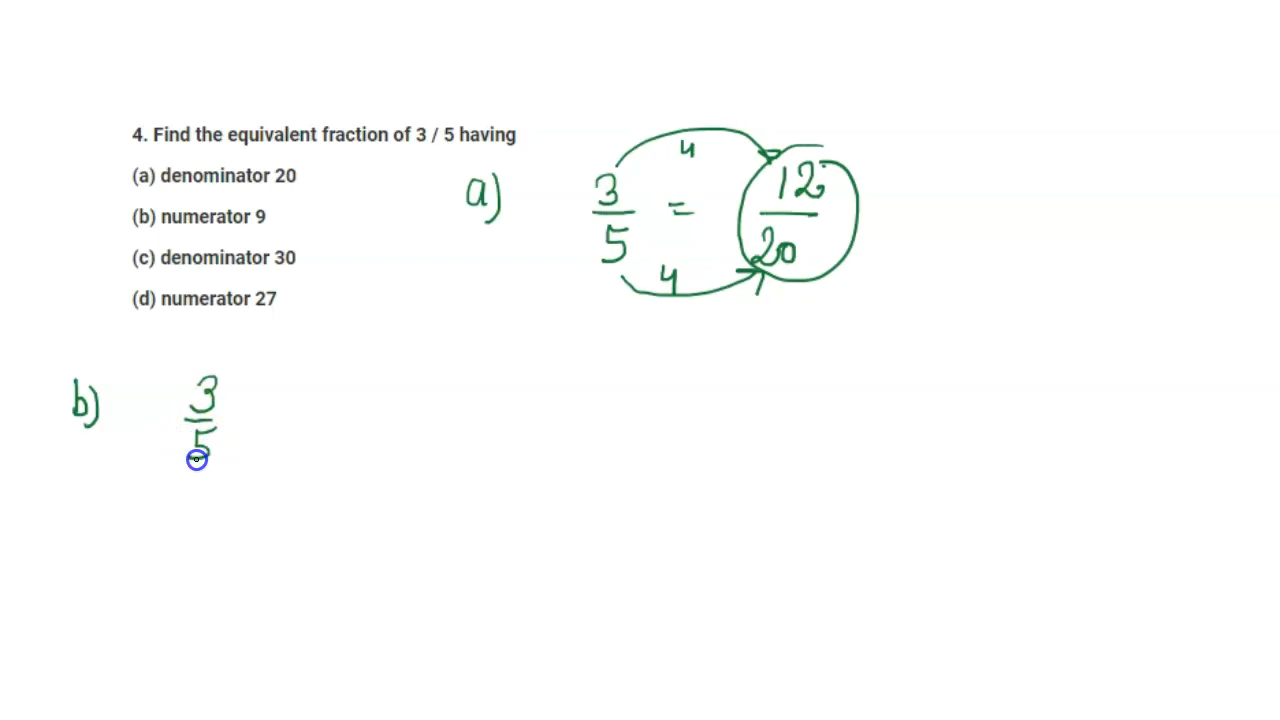 4. Find the equivalent fraction of 3 / 5 having
(a) denominator 20
(b) numerator 9
(c) denominator 30
(d) numerator 27
4
a) 3/5 = 12/20
4
b) 3/5